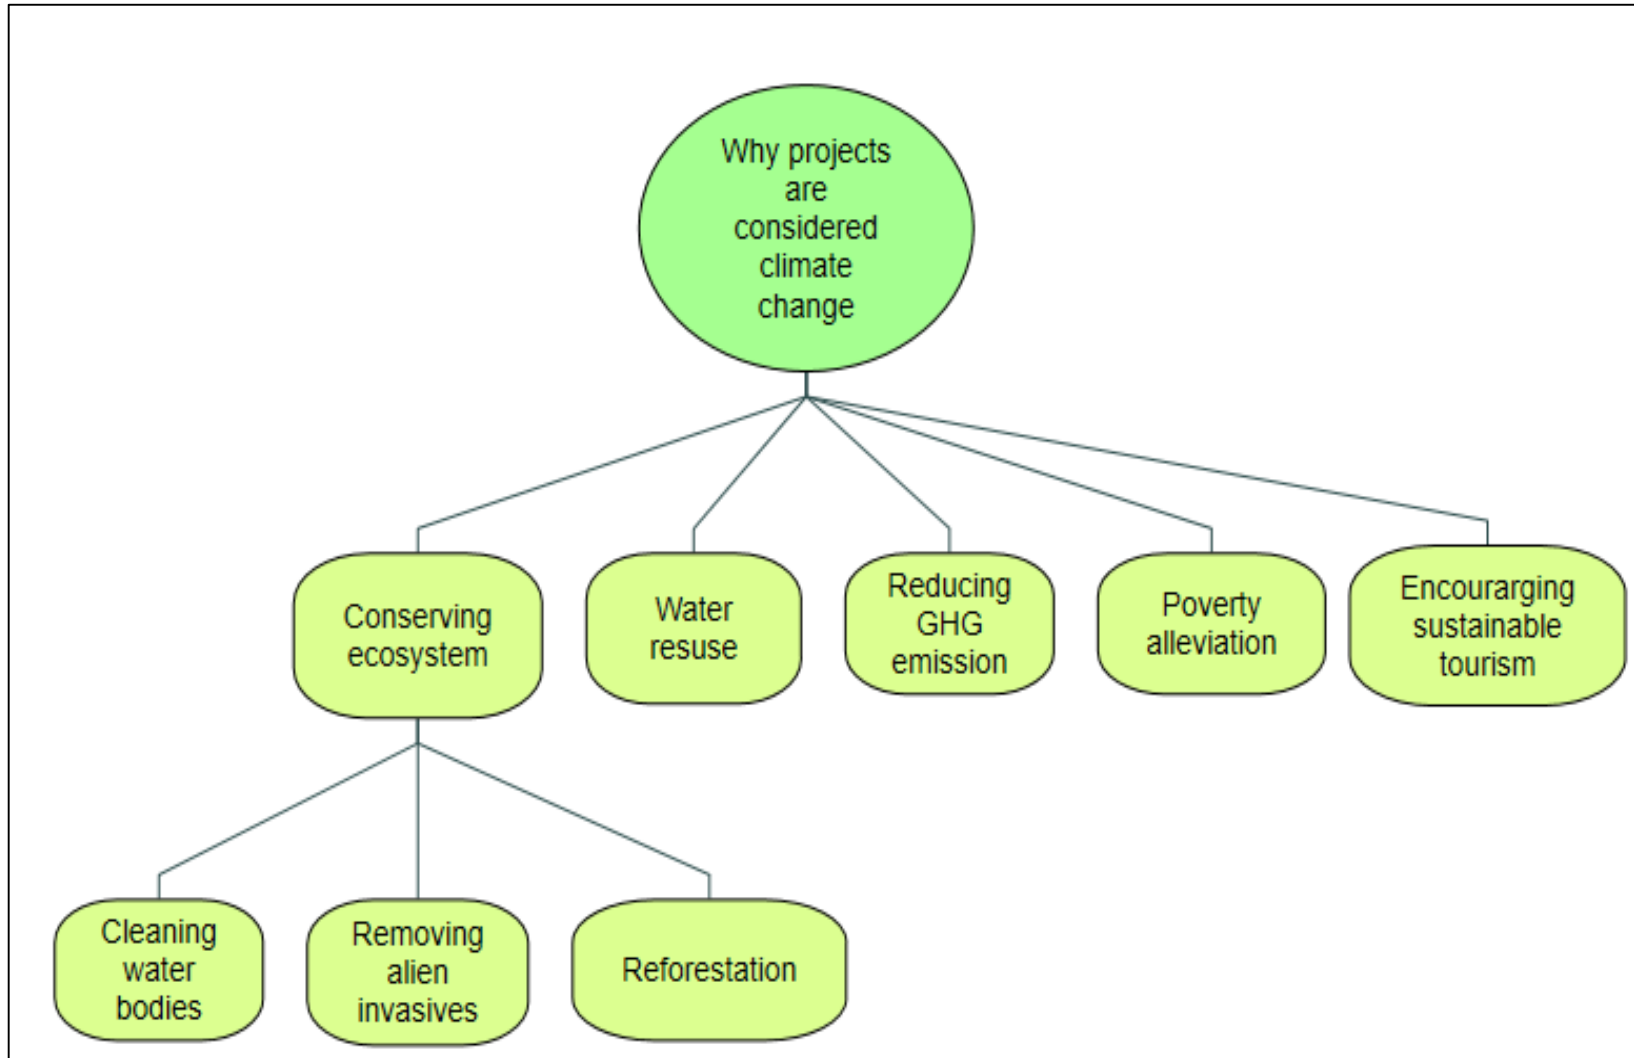 Why projects
are
considered
climate
change
Conserving
ecosystem
Water
resuse
Reducing
GHG
emission
Poverty
alleviation
Encourarging
sustainable
tourism
Cleaning
water
bodies
Removing
alien
invasives
Reforestation